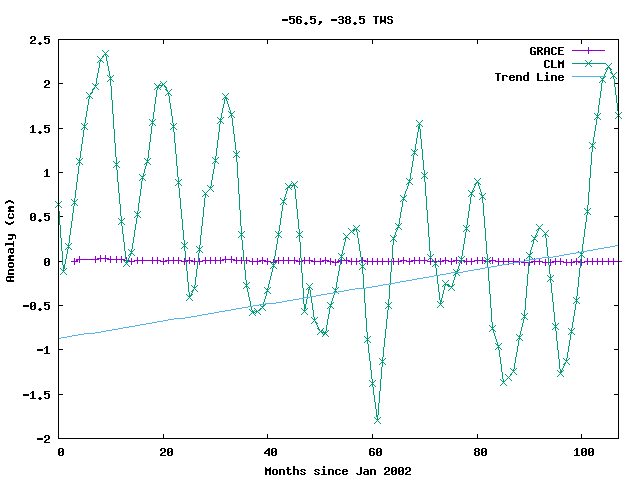 -56.5, -38.5 TWS
GRACE
CLM
Trend Line
2.5
2
1.5
1
0.5
0
-0.5
-1
-1.5
-2
Anomaly (cm)
0 20 40 60 80 100
Months since Jan 2002